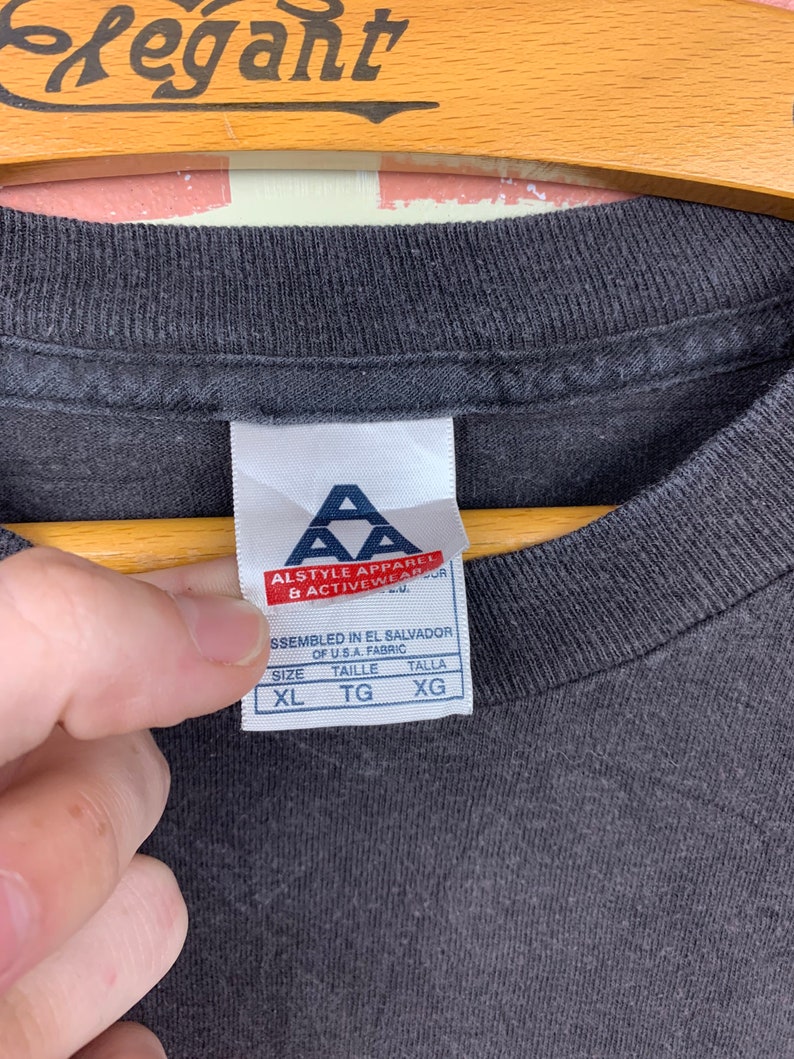 elegant
A
A A
ALSTYLE APPAREL
& ACTIVEWEAR
SSEMBLED IN EL SALVADOR
OF U.S.A. FABRIC
SIZE TAILLE TALLA
XL TG XG